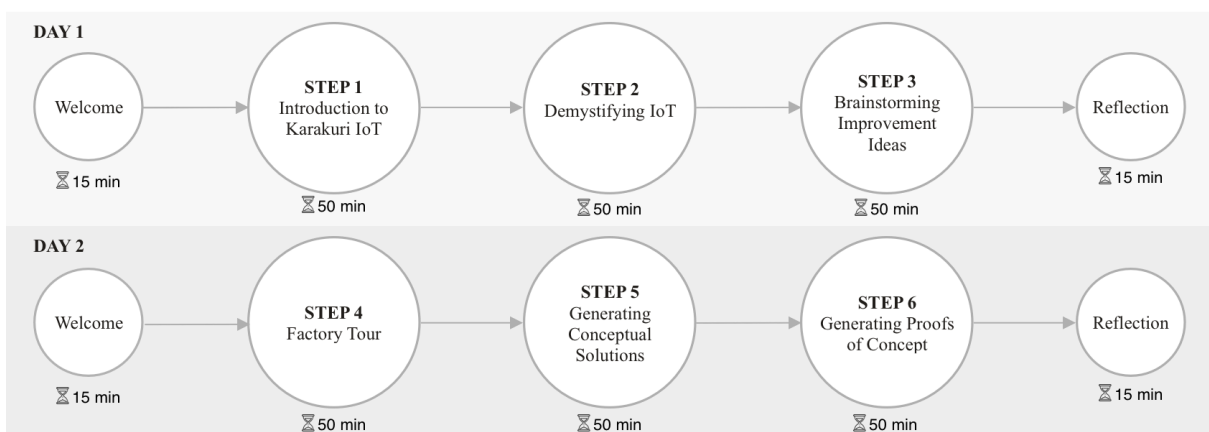 DAY 1
Welcome
15 min
STEP 1
Introduction to
Karakuri IoT
50 min
STEP 2
Demystifying IoT
50 min
STEP 3
Brainstorming
Improvement
Ideas
50 min
Reflection
15 min
DAY 2
Welcome
15 min
STEP 4
Factory Tour
50 min
STEP 5
Generating
Conceptual
Solutions
50 min
STEP 6
Generating Proofs
of Concept
50 min
Reflection
15 min